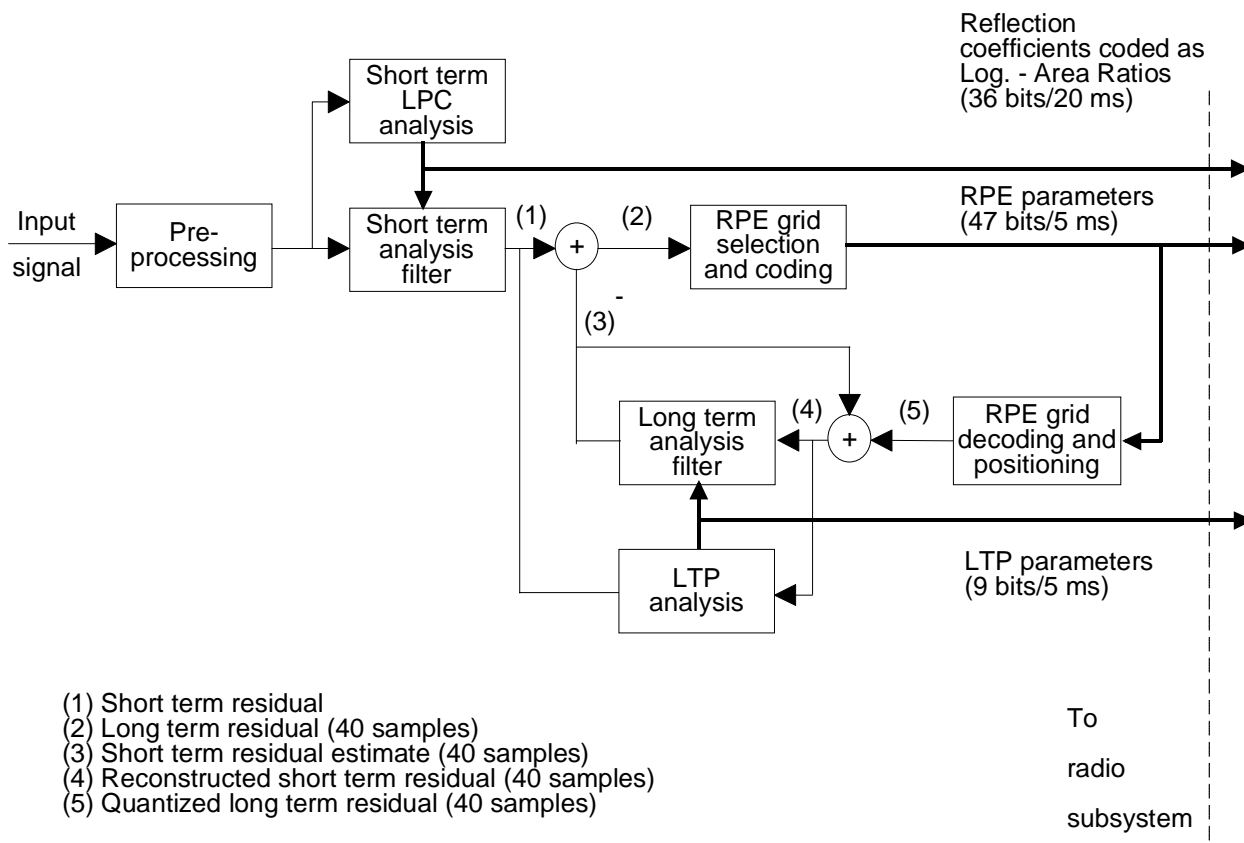 Reflection
coefficients coded as
Log. - Area Ratios
(36 bits/20 ms)
Short term
LPC
analysis
RPE parameters
(47 bits/5 ms)
Input
signal
Pre-
processing
Short term
analysis
filter
(1)
+
(2)
RPE grid
selection
and coding
-
(3)
Long term
analysis
filter
(4)
+
(5)
RPE grid
decoding and
positioning
LTP
analysis
LTP parameters
(9 bits/5 ms)
(1) Short term residual
(2) Long term residual (40 samples)
(3) Short term residual estimate (40 samples)
(4) Reconstructed short term residual (40 samples)
(5) Quantized long term residual (40 samples)
To
radio
subsystem